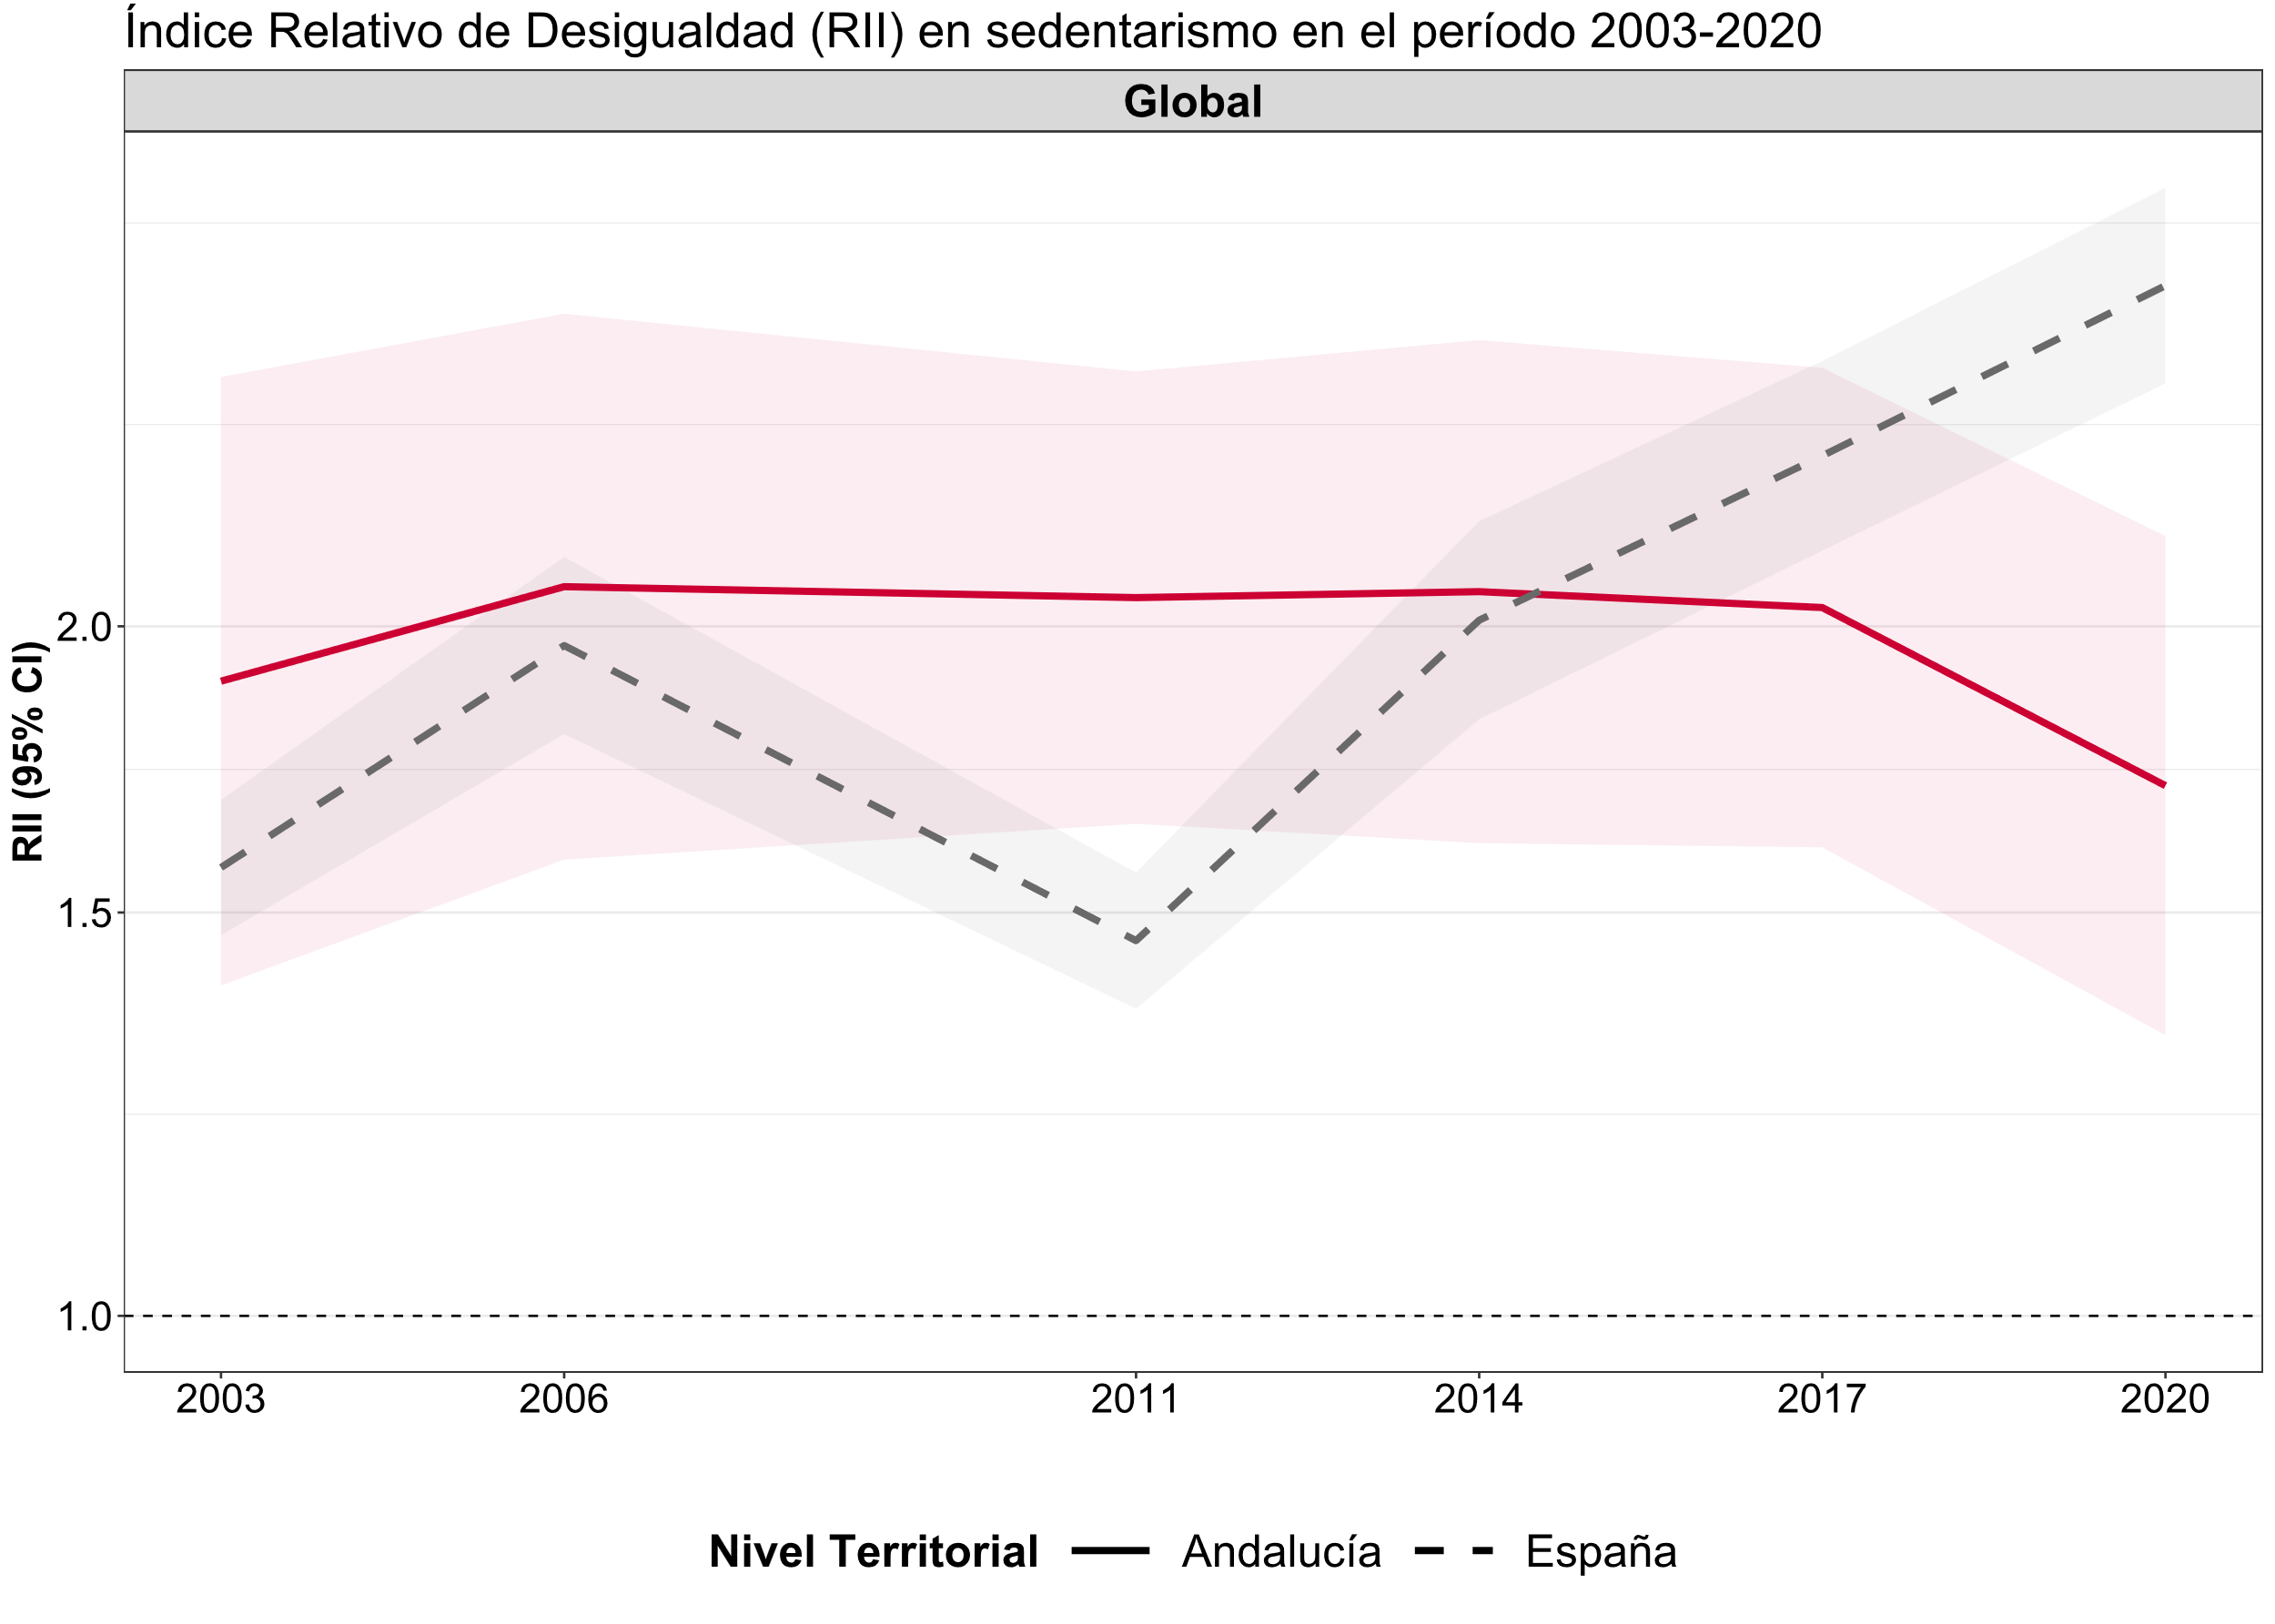 Índice Relativo de Desigualdad (RII) en sedentarismo en el período 2003-2020
Global
RII (95% CI)
2.0
1.5
1.0
2003 2006 2011 2014 2017 2020
Nivel Territorial Andalucía España